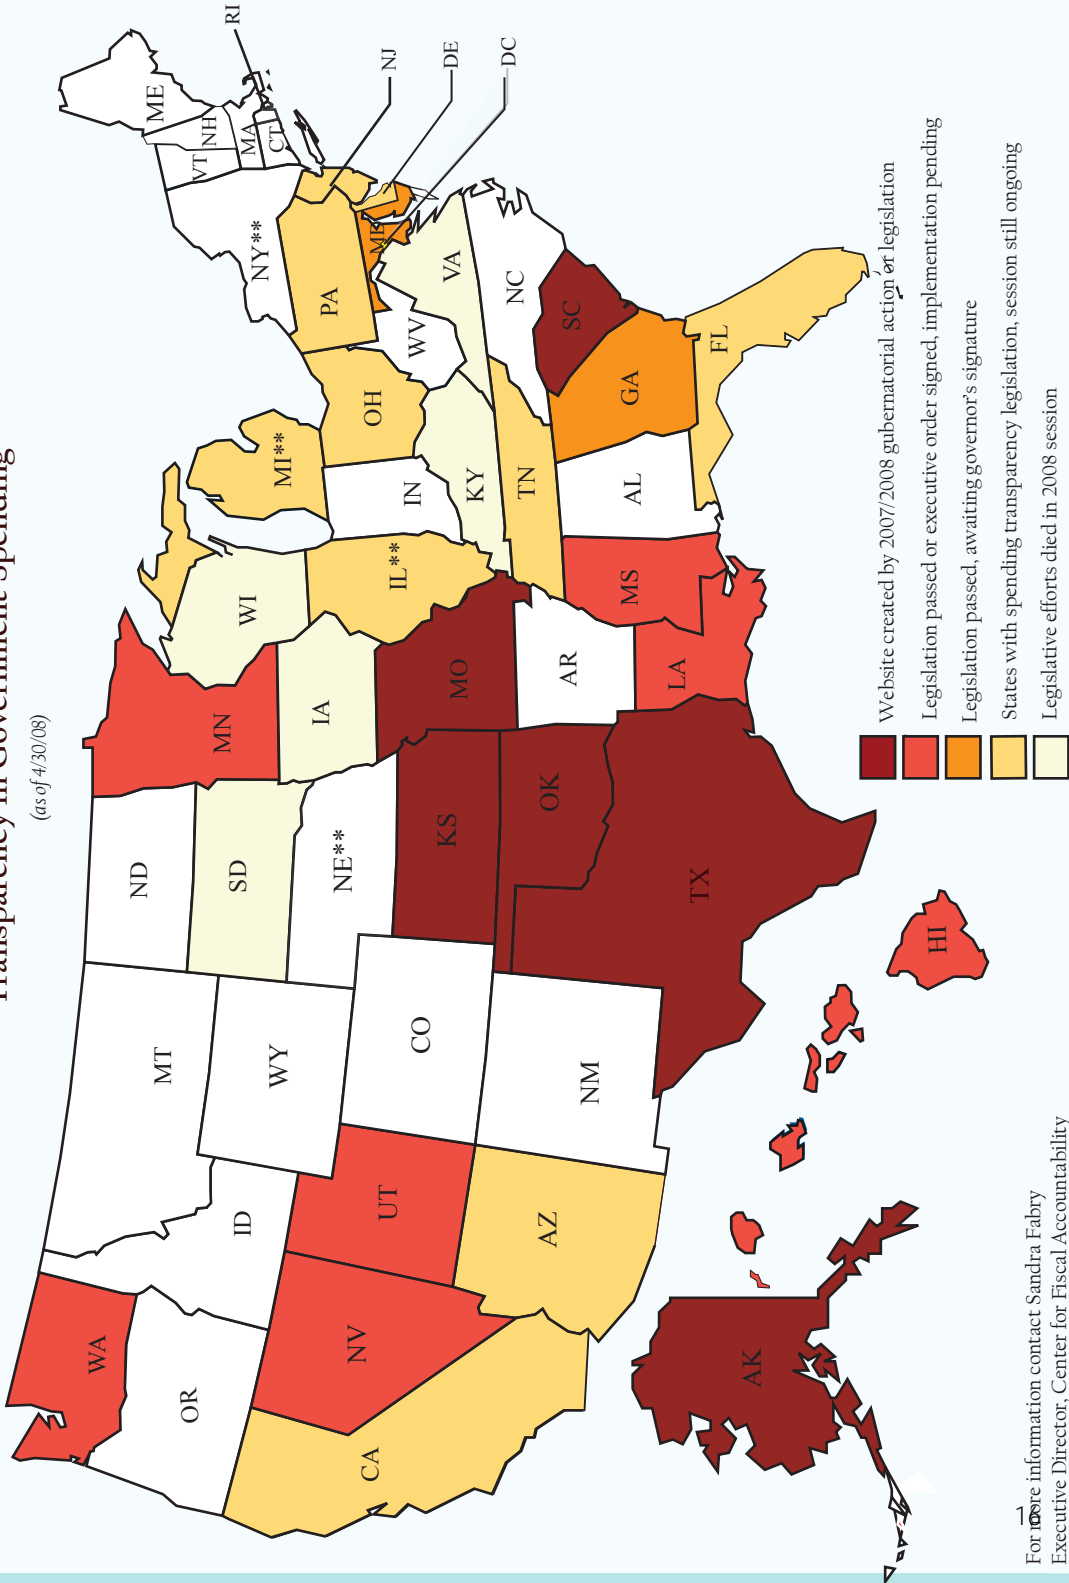 Transparency in Government Spending
(as of 4/30/08)
WA
OR
CA
NV
ID
MT
WY
UT
AZ
CO
NM
ND
SD
NE**
KS
OK
TX
MN
IA
MO
AR
LA
WI
IL**
MS
MI**
IN
KY
TN
AL
OH
WV
GA
FL
SC
NC
VA
PA
NY**
VT
NH
ME
MA
CT
RI
NJ
DE
DC
AK
HI
Website created by 2007/2008 gubernatorial action or legislation
Legislation passed or executive order signed, implementation pending
Legislation passed, awaiting governor's signature
States with spending transparency legislation, session still ongoing
Legislative efforts died in 2008 session
For more information contact Sandra Fabry
Executive Director, Center for Fiscal Accountability